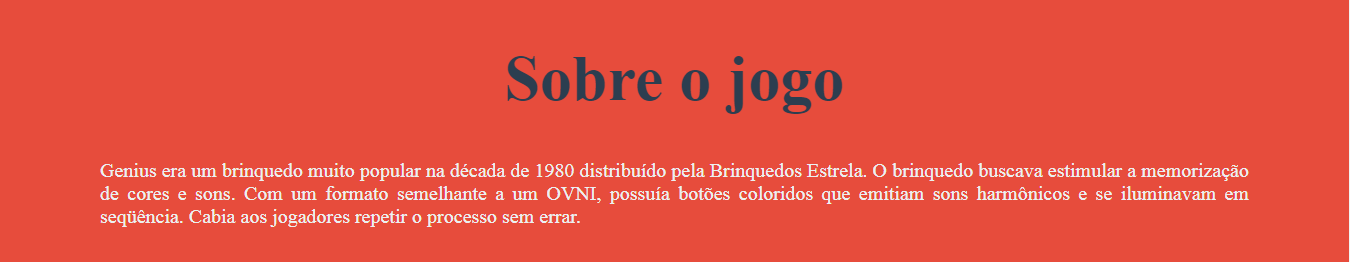 Sobre o jogo
Genius era um brinquedo muito popular na década de 1980 distribuído pela Brinquedos Estrela. O brinquedo buscava estimular a memorização
de cores e sons. Com um formato semelhante a um OVNI, possuía botões coloridos que emitiam sons harmônicos e se iluminavam em
seqüência. Cabia aos jogadores repetir o processo sem errar.